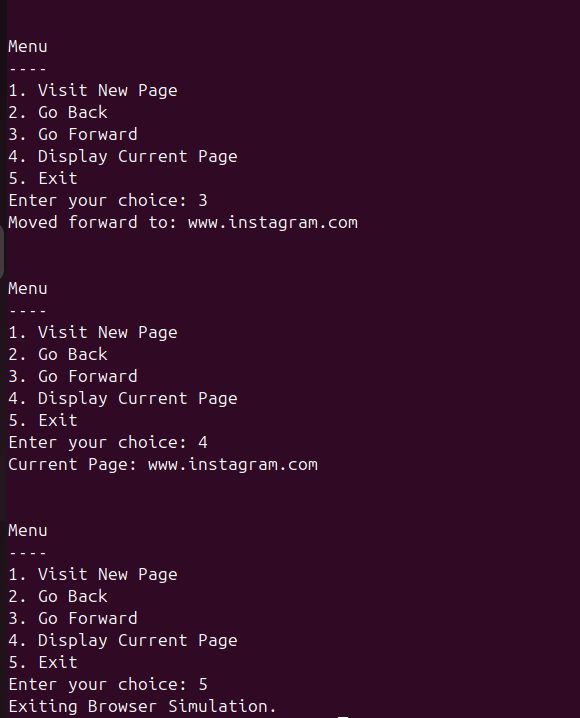 Menu
----
1. Visit New Page
2. Go Back
3. Go Forward
4. Display Current Page
5. Exit
Enter your choice: 3
Moved forward to: www.instagram.com
Menu
----
1. Visit New Page
2. Go Back
3. Go Forward
4. Display Current Page
5. Exit
Enter your choice: 4
Current Page: www.instagram.com
Menu
----
1. Visit New Page
2. Go Back
3. Go Forward
4. Display Current Page
5. Exit
Enter your choice: 5
Exiting Browser Simulation.